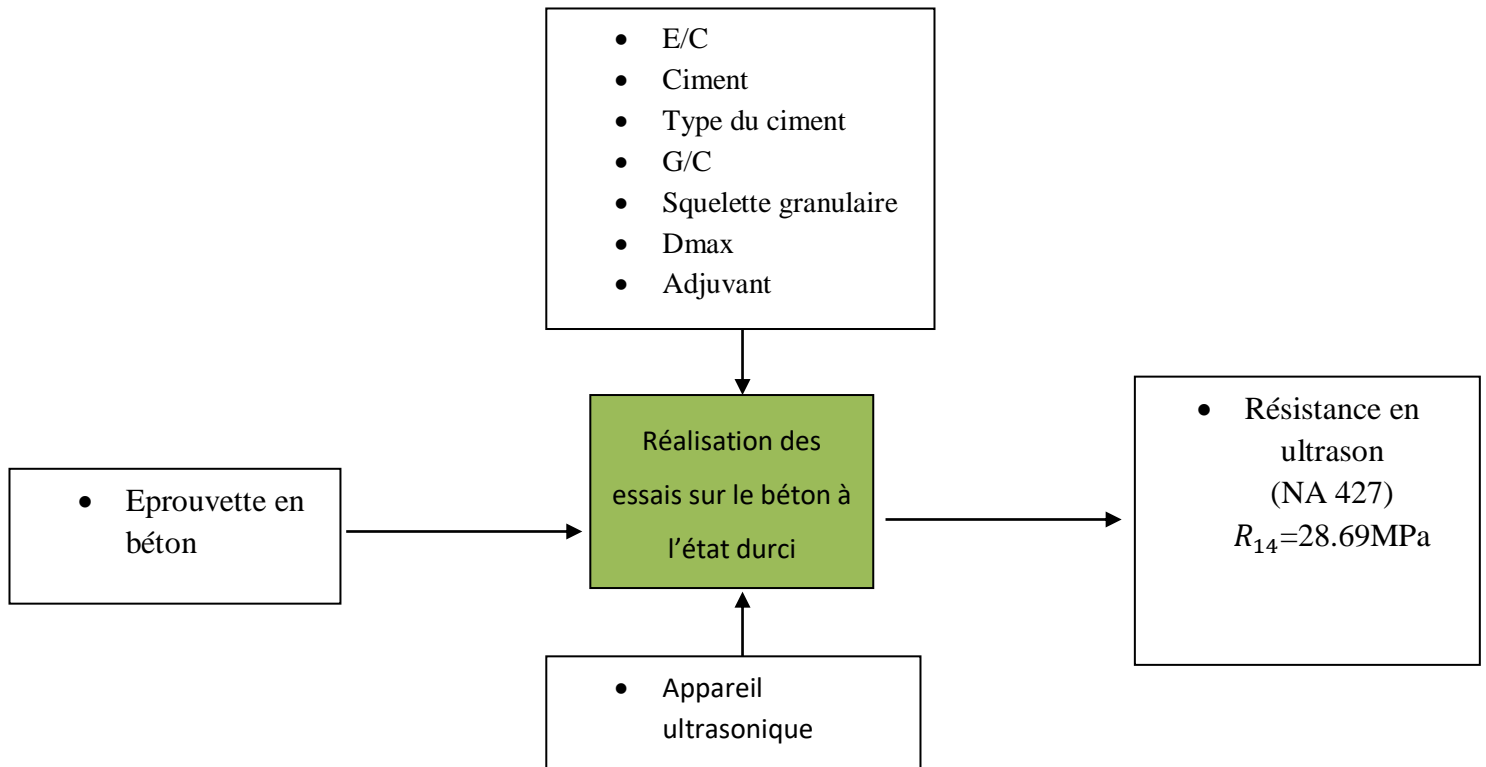 • E/C
• Ciment
• Type du ciment
• G/C
• Squelette granulaire
• Dmax
• Adjuvant
• Eprouvette en
béton
Réalisation des
essais sur le béton à
l’état durci
• Résistance en
ultrason
(NA 427)
𝑅₁₄=28.69MPa
• Appareil
ultrasonique